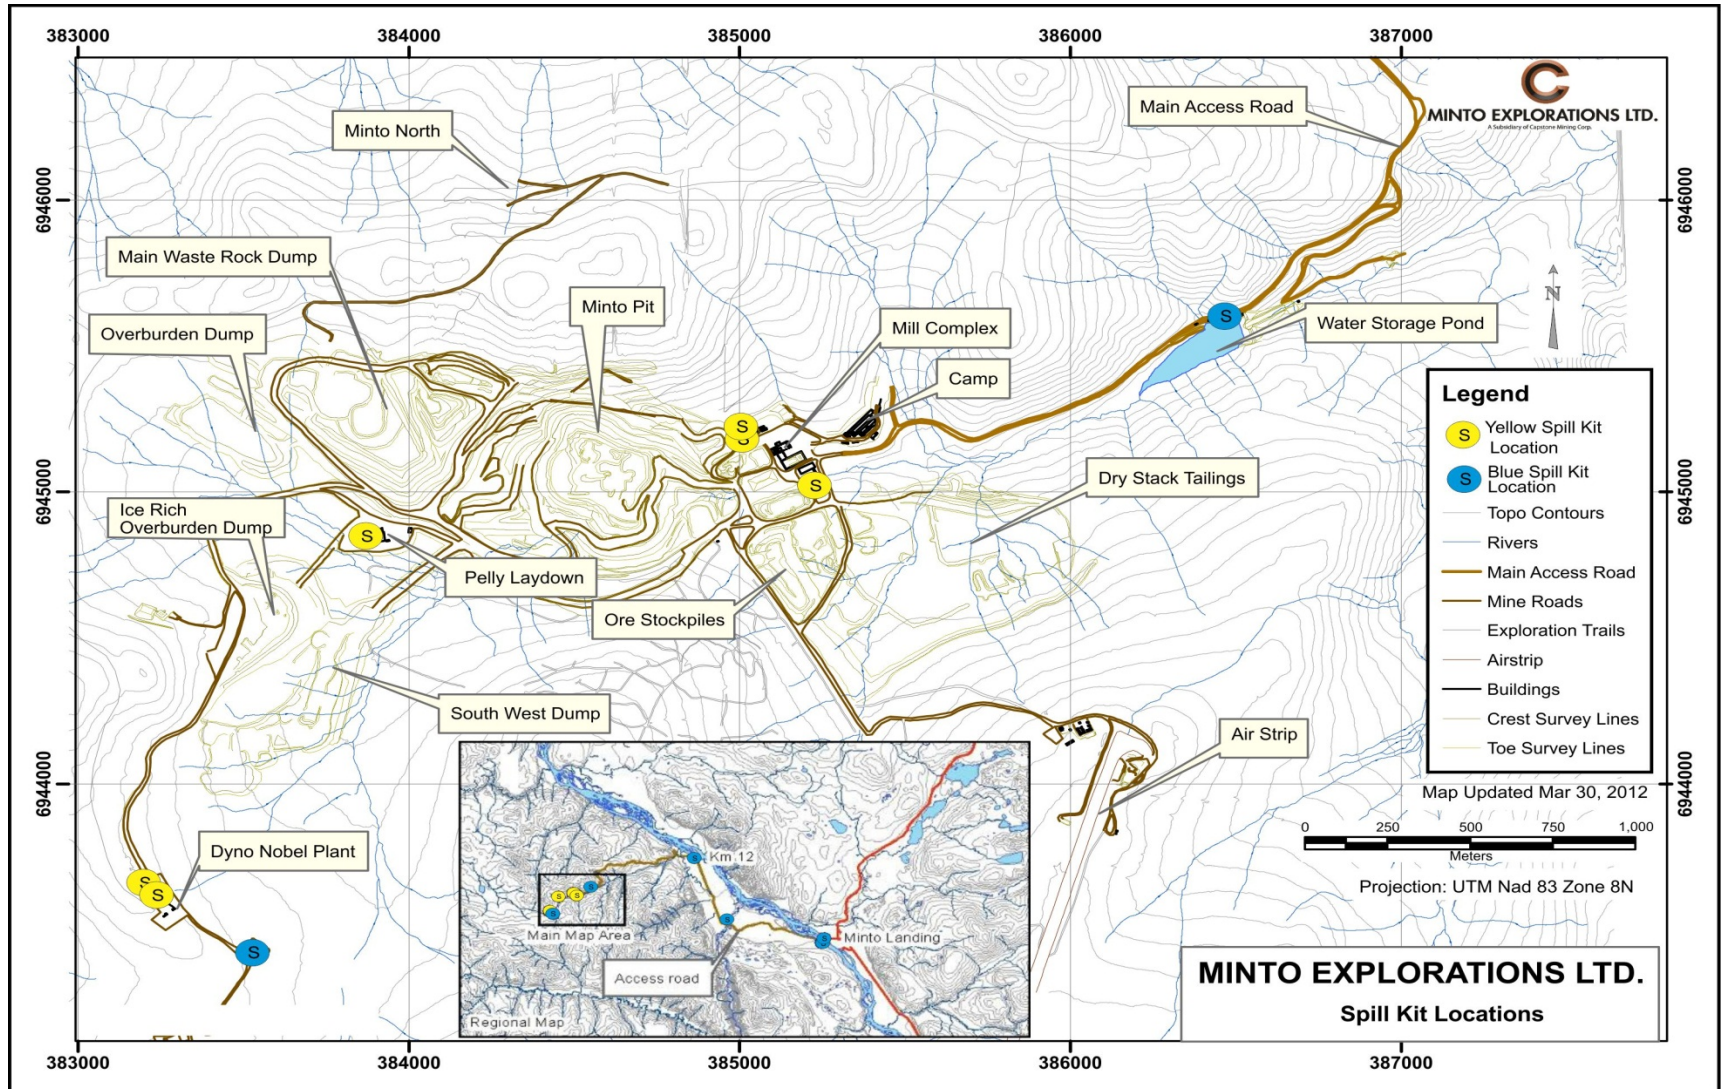 383000
384000
385000
386000
387000
6946000
6945000
6944000
6946000
6945000
6944000
383000
384000
385000
386000
387000
MINTO EXPLORATIONS LTD.
A Subsidiary of Capstone Mining Corp.
N
Main Access Road
Minto North
Main Waste Rock Dump
Minto Pit
Overburden Dump
Mill Complex
Water Storage Pond
Camp
Dry Stack Tailings
Ice Rich
Overburden Dump
Pelly Laydown
Ore Stockpiles
South West Dump
Air Strip
Dyno Nobel Plant
S
S
S
S
S
S
S
S
Legend
S Yellow Spill Kit
Location
S Blue Spill Kit
Location
Topo Contours
Rivers
Main Access Road
Mine Roads
Exploration Trails
Airstrip
Buildings
Crest Survey Lines
Toe Survey Lines
Map Updated Mar 30, 2012
0 250 500 750 1,000
Meters
Projection: UTM Nad 83 Zone 8N
Km 12
Main Map Area
Minto Landing
Access road
Regional Map
MINTO EXPLORATIONS LTD.
Spill Kit Locations